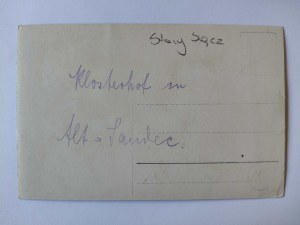 Stary Sącz
Klosterhof in
Alt-Sandec.